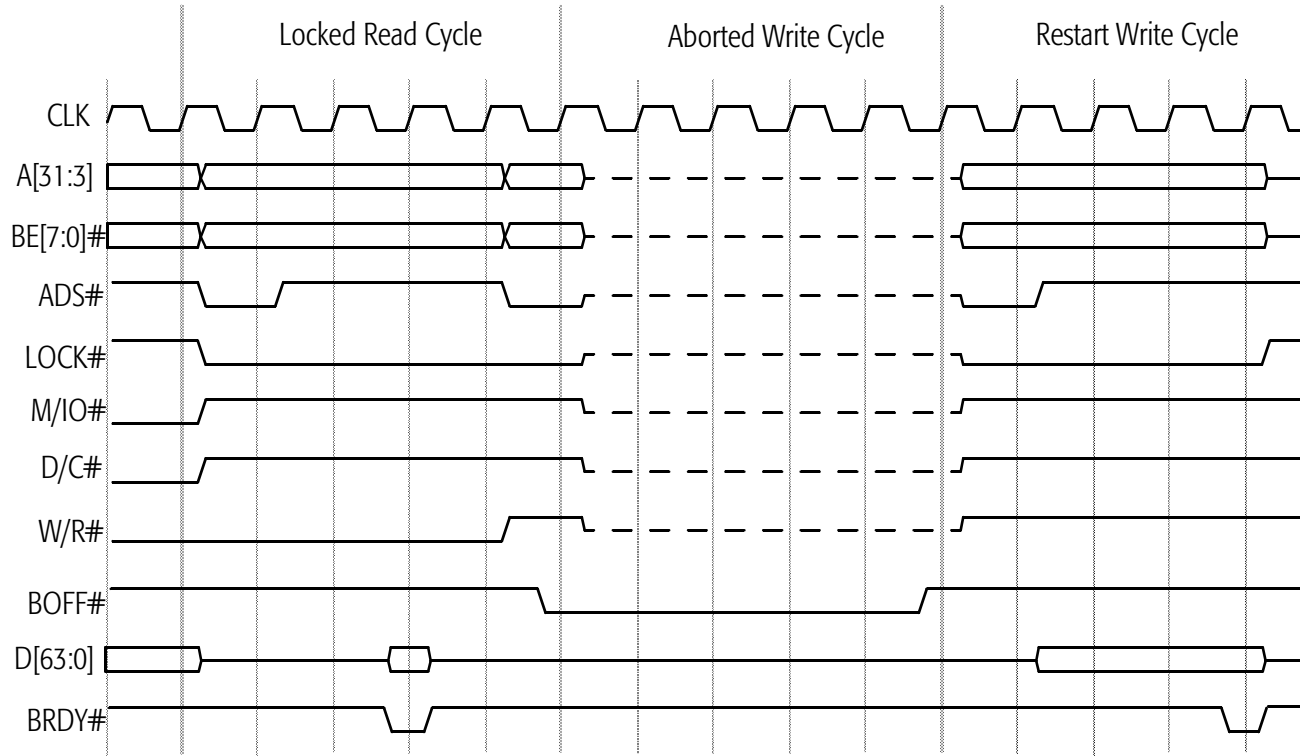 Locked Read Cycle
Aborted Write Cycle
Restart Write Cycle
CLK
A[31:3]
BE[7:0]#
ADS#
LOCK#
M/IO#
D/C#
W/R#
BOFF#
D[63:0]
BRDY#